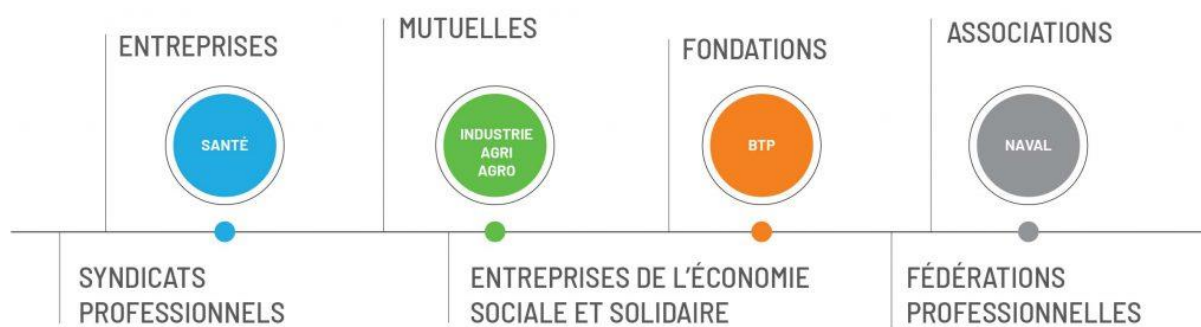 ENTREPRISES
MUTUELLES
FONDATIONS
ASSOCIATIONS
SANTÉ
INDUSTRIE
AGRI
AGRO
BTP
NAVAL
SYNDICATS
PROFESSIONNELS
ENTREPRISES DE L’ÉCONOMIE
SOCIALE ET SOLIDAIRE
FÉDÉRATIONS
PROFESSIONNELLES